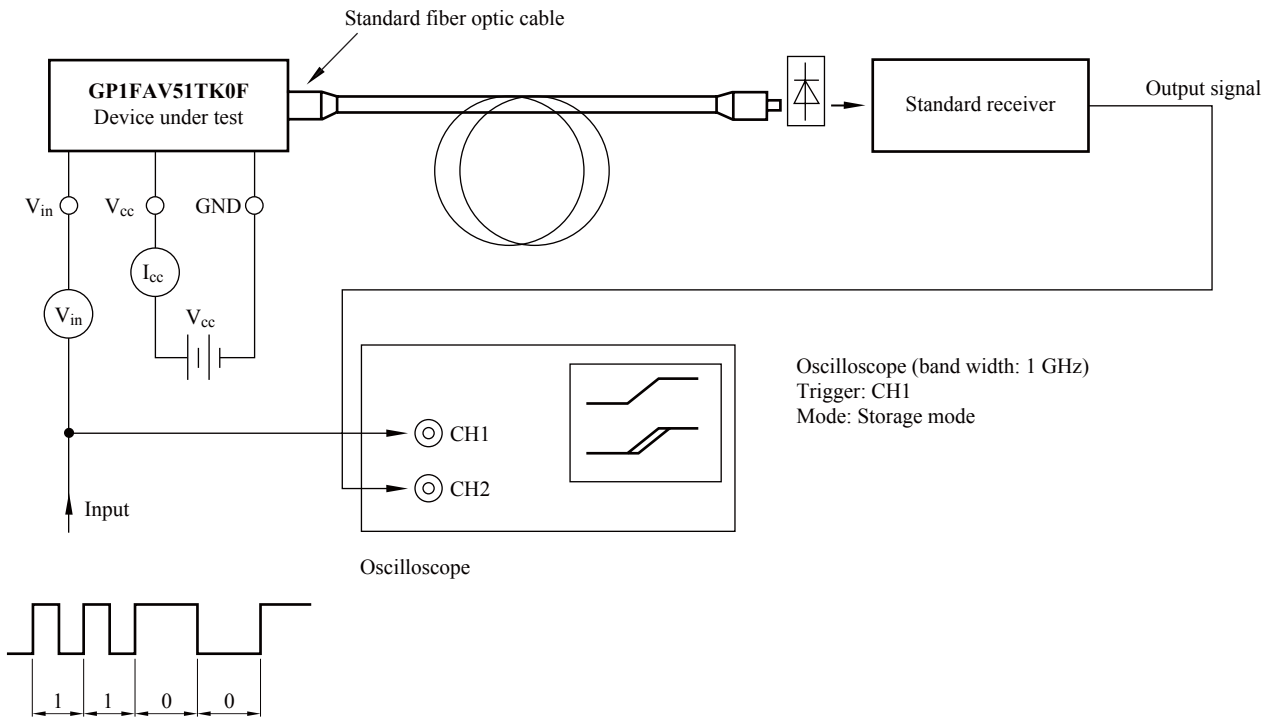 Standard fiber optic cable
GP1FAV51TK0F
Device under test
Standard receiver
Output signal
Vin
Vcc
GND
Icc
Vin
Vcc
Oscilloscope (band width: 1 GHz)
Trigger: CH1
Mode: Storage mode
CH1
CH2
Input
Oscilloscope
1 1 0 0